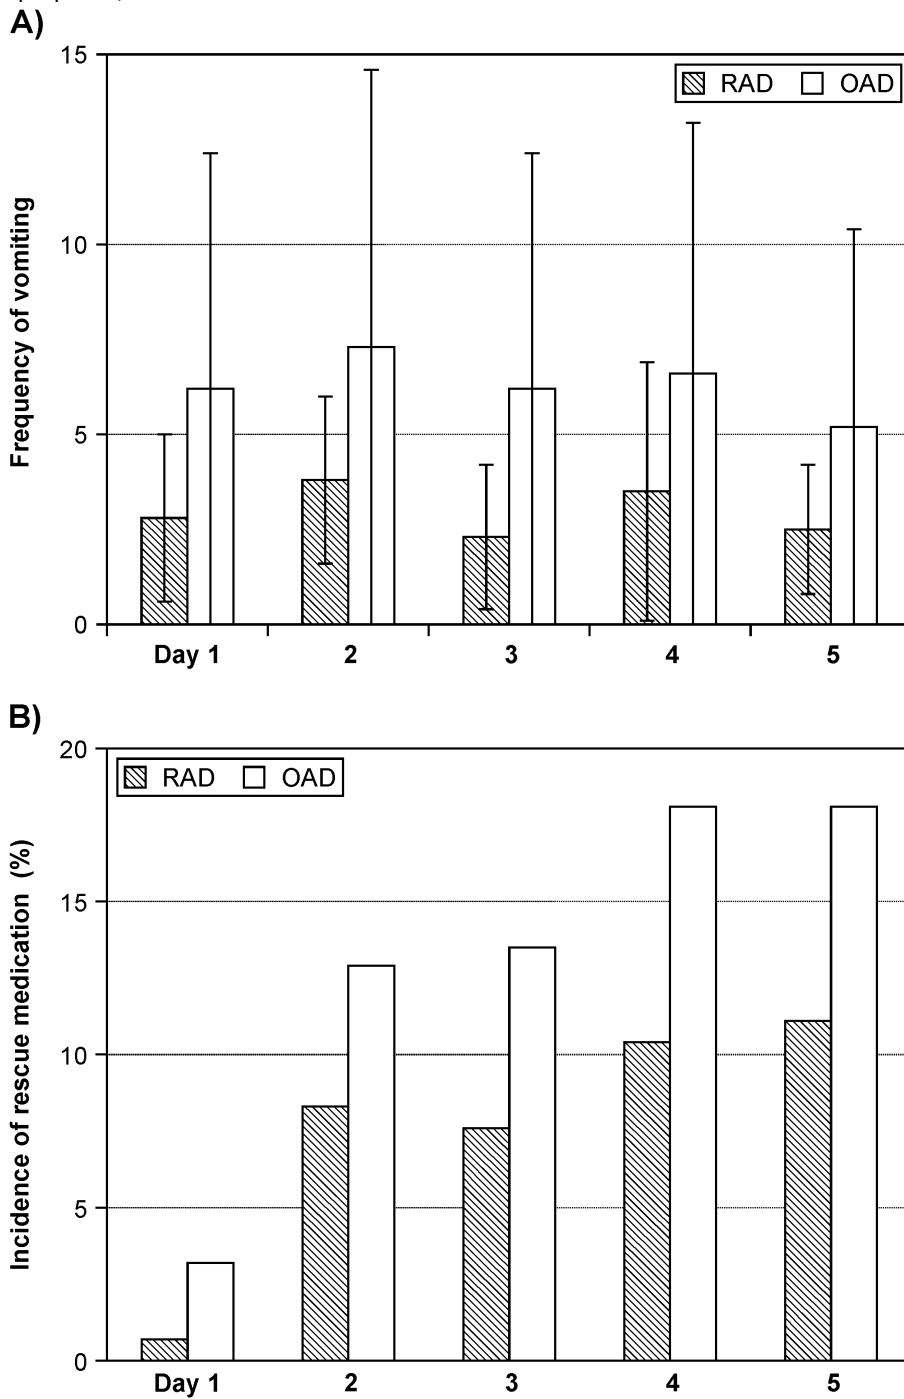 A)
15
RAD OAD
10
5
0
Frequency of vomiting
Day 1 2 3 4 5
B)
20
RAD OAD
15
10
5
0
Incidence of rescue medication (%)
Day 1 2 3 4 5